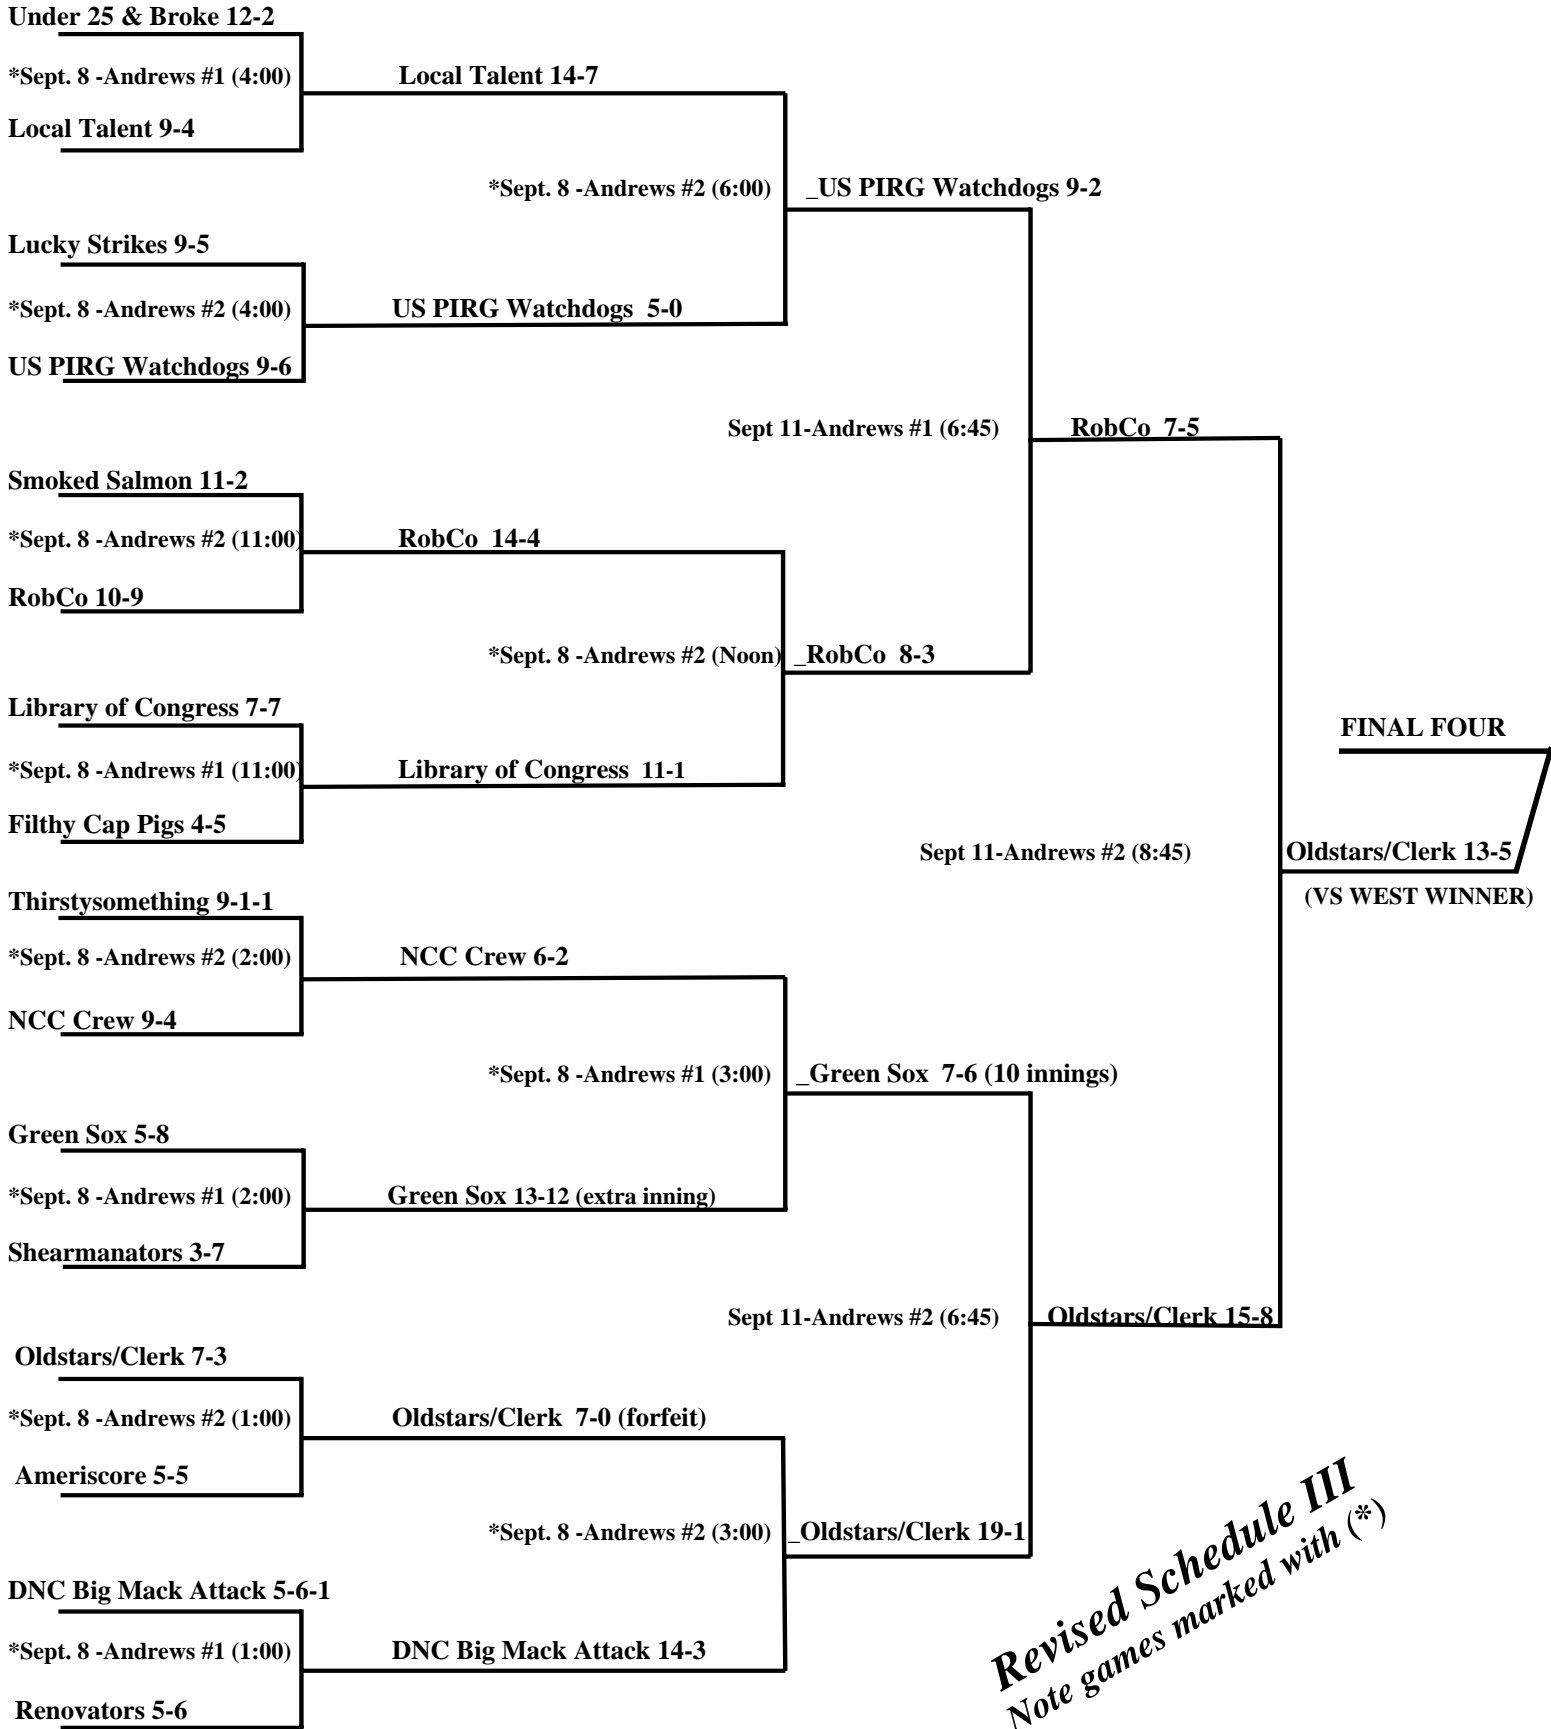 Under 25 & Broke 12-2
*Sept. 8 -Andrews #1 (4:00)
Local Talent 14-7
Local Talent 9-4
*Sept. 8 -Andrews #2 (6:00)
_US PIRG Watchdogs 9-2
Lucky Strikes 9-5
*Sept. 8 -Andrews #2 (4:00)
US PIRG Watchdogs  5-0
US PIRG Watchdogs 9-6
Sept 11-Andrews #1 (6:45)
RobCo  7-5
Smoked Salmon 11-2
*Sept. 8 -Andrews #2 (11:00)
RobCo  14-4
RobCo 10-9
*Sept. 8 -Andrews #2 (Noon)
_RobCo  8-3
Library of Congress 7-7
FINAL FOUR
*Sept. 8 -Andrews #1 (11:00)
Library of Congress  11-1
Filthy Cap Pigs 4-5
Sept 11-Andrews #2 (8:45)
Oldstars/Clerk 13-5
(VS WEST WINNER)
Thirstysomething 9-1-1
*Sept. 8 -Andrews #2 (2:00)
NCC Crew 6-2
NCC Crew 9-4
*Sept. 8 -Andrews #1 (3:00)
_Green Sox  7-6 (10 innings)
Green Sox 5-8
*Sept. 8 -Andrews #1 (2:00)
Green Sox 13-12 (extra inning)
Shearmanators 3-7
Sept 11-Andrews #2 (6:45)
Oldstars/Clerk 15-8
Oldstars/Clerk 7-3
*Sept. 8 -Andrews #2 (1:00)
Oldstars/Clerk  7-0 (forfeit)
Ameriscore 5-5
*Sept. 8 -Andrews #2 (3:00)
_Oldstars/Clerk 19-1
DNC Big Mack Attack 5-6-1
*Sept. 8 -Andrews #1 (1:00)
DNC Big Mack Attack 14-3
Renovators 5-6
Revised Schedule III
Note games marked with (*)